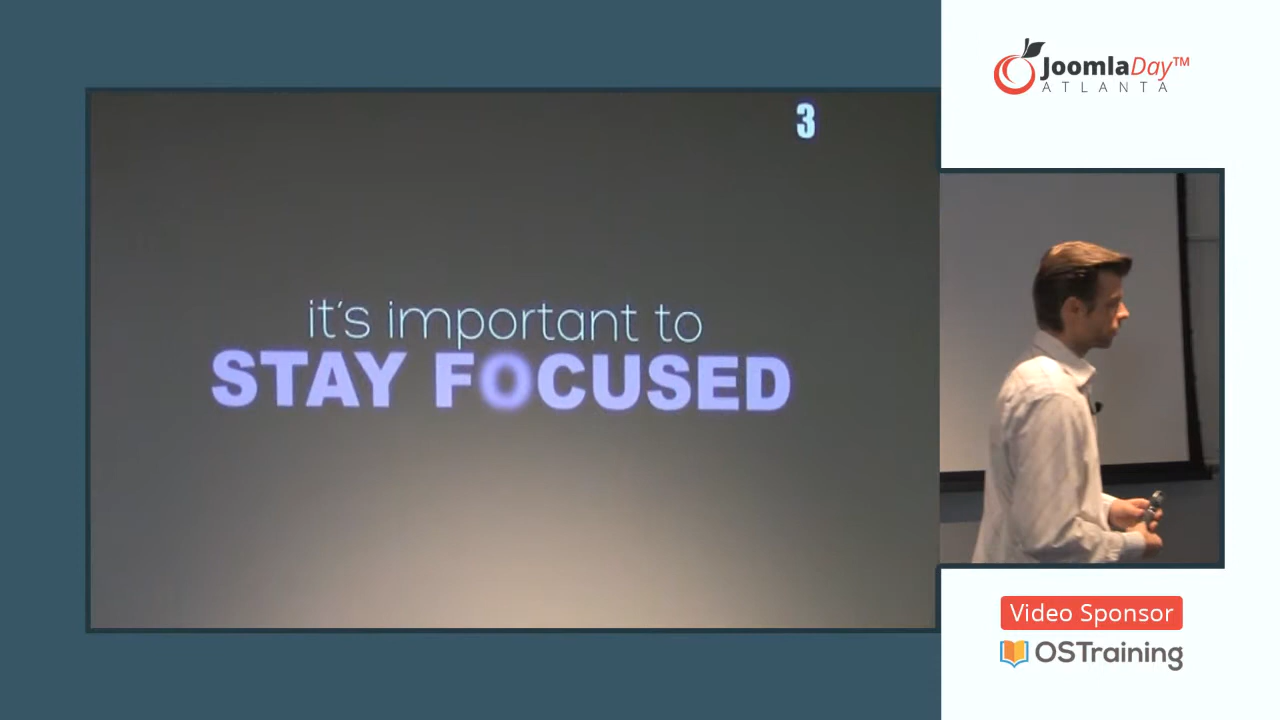 3
it's important to
STAY FOCUSED
JoomlaDay™
ATLANTA
Video Sponsor
OSTraining